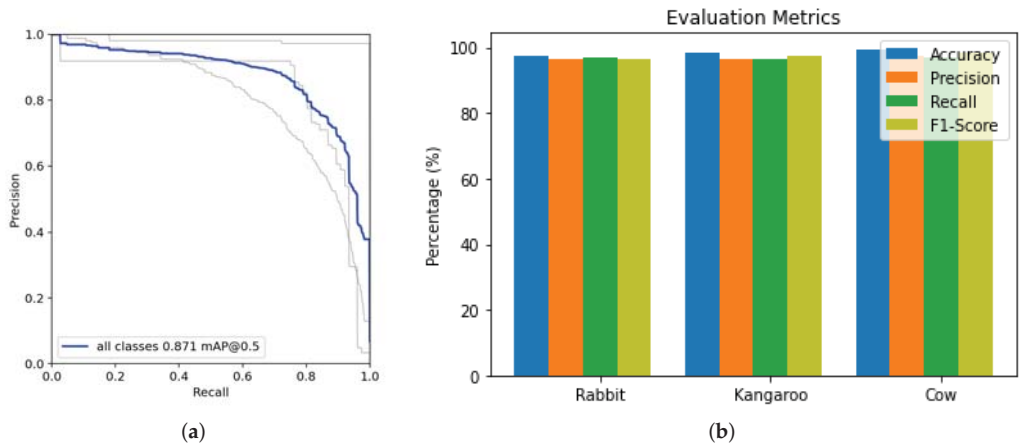 1.0
0.8
0.6
0.4
0.2
0.0
Precision
all classes 0.871 mAP@0.5
0.0 0.2 0.4 0.6 0.8 1.0
Recall
(a)
Evaluation Metrics
100
80
60
40
20
0
Percentage (%)
Accuracy
Precision
Recall
F1-Score
Rabbit Kangaroo Cow
(b)